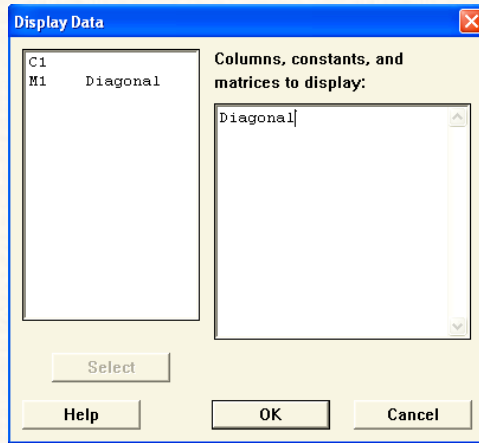 Display Data
C1
M1 Diagonal
Columns, constants, and
matrices to display:
Diagonal
Select
Help OK Cancel